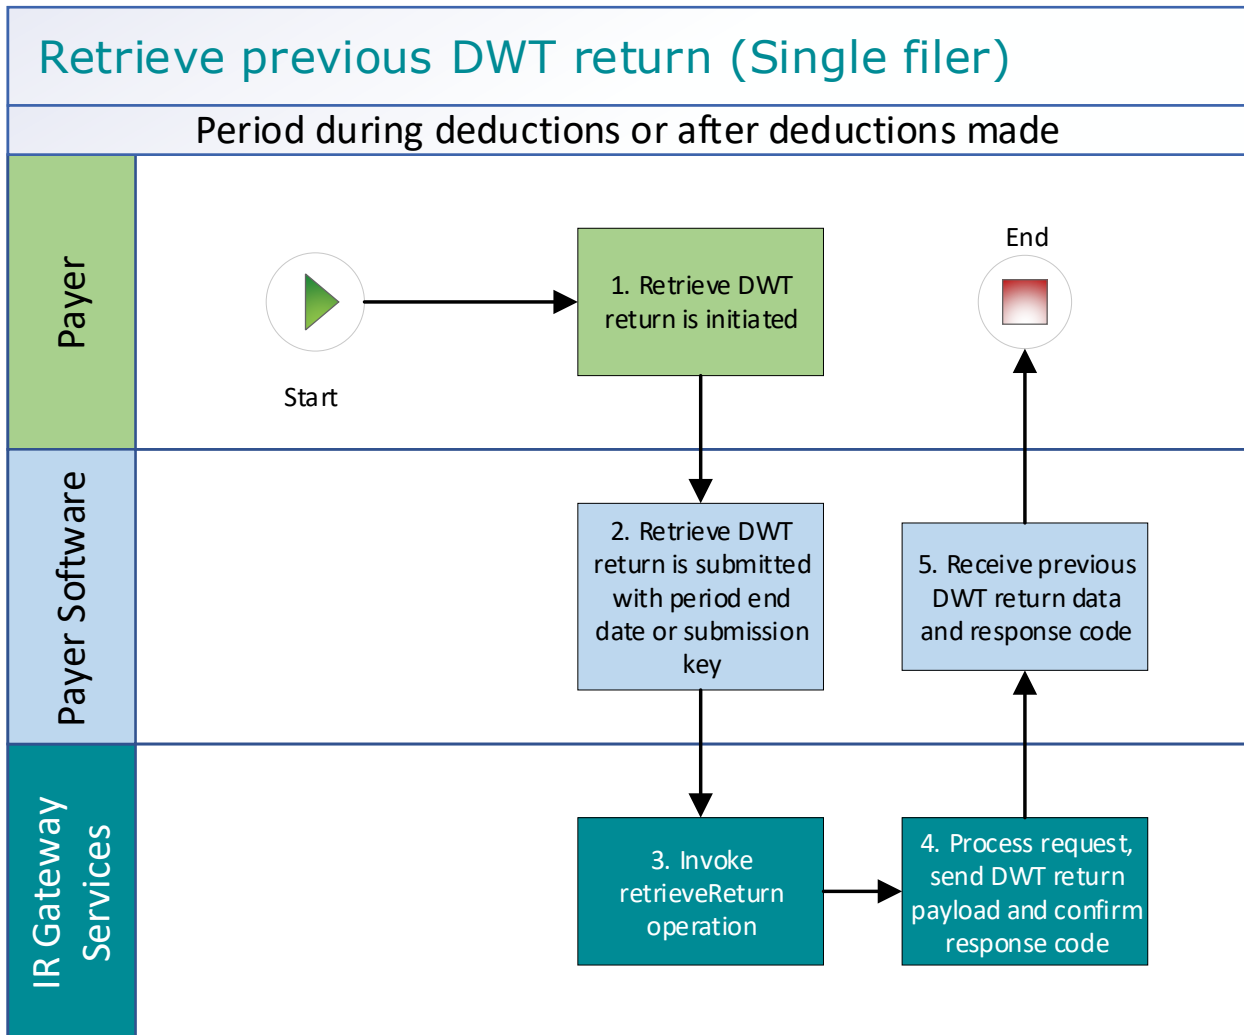 Retrieve previous DWT return (Single filer)
Period during deductions or after deductions made
Payer
Start
1. Retrieve DWT
return is initiated
End
Payer Software
2. Retrieve DWT
return is submitted
with period end
date or submission
key
5. Receive previous
DWT return data
and response code
IR Gateway
Services
3. Invoke
retrieveReturn
operation
4. Process request,
send DWT return
payload and confirm
response code